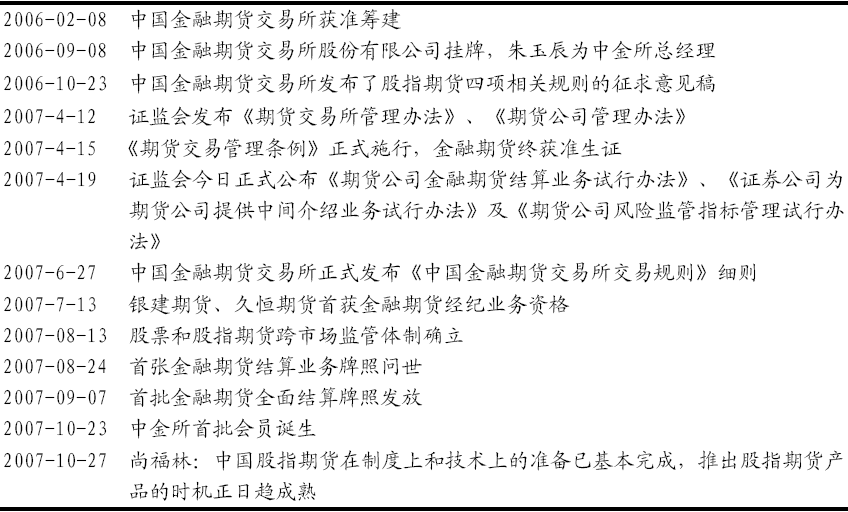 2006-02-08 中国金融期货交易所获准筹建
2006-09-08 中国金融期货交易所股份有限公司挂牌，朱玉辰为中金所总经理
2006-10-23 中国金融期货交易所发布了股指期货四项相关规则的征求意见稿
2007-4-12 证监会发布《期货交易所管理办法》、《期货公司管理办法》
2007-4-15 《期货交易管理条例》正式施行，金融期货终获准生证
2007-4-19 证监会今日正式公布《期货公司金融期货结算业务试行办法》、《证券公司为
期货公司提供中间介绍业务试行办法》及《期货公司风险监管指标管理试行办
法》
2007-6-27 中国金融期货交易所正式发布《中国金融期货交易所交易规则》细则
2007-7-13 银建期货、久恒期货首获金融期货经纪业务资格
2007-08-13 股票和股指期货跨市场监管体制确立
2007-08-24 首张金融期货结算业务牌照问世
2007-09-07 首批金融期货全面结算牌照发放
2007-10-23 中金所首批会员诞生
2007-10-27 尚福林：中国股指期货在制度上和技术上的准备已基本完成，推出股指期货产
品的时机正日趋成熟